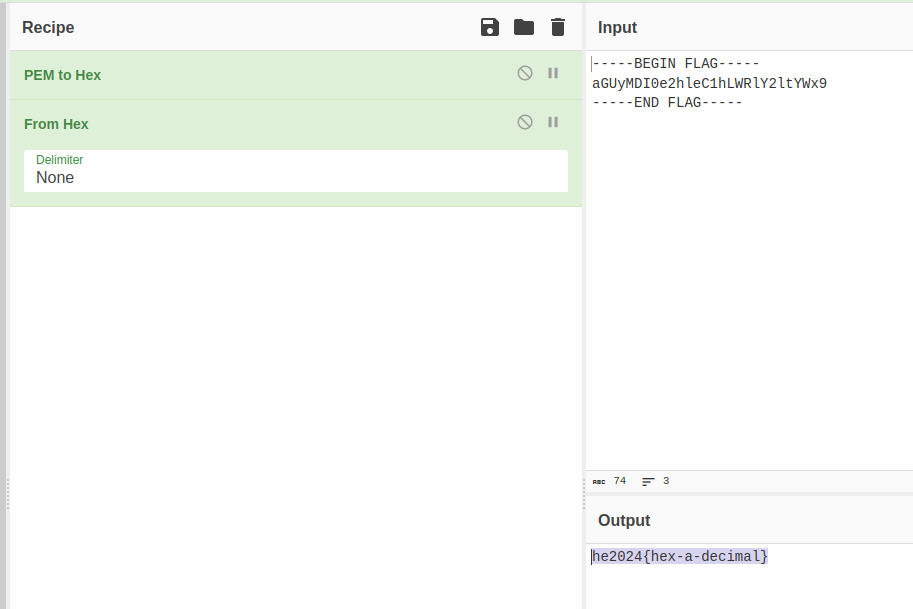 Recipe
PEM to Hex
From Hex
Delimiter
None
Input
-----BEGIN FLAG-----
aGUyMDI0e2hleC1hLWRlY2ltYWx9
-----END FLAG-----
ABC 74 3
Output
he2024{hex-a-decimal}